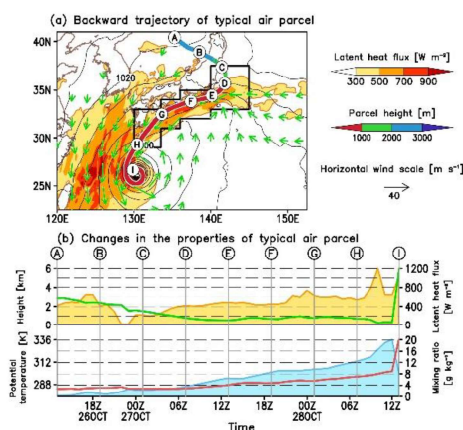 (a) Backward trajectory of typical air parcel
40N
35N
30N
25N
120E 130E 140E 150E
1020
A
B
C
D
E
F
G
H
I
Latent heat flux [W m⁻²]
300 500 700 900
Parcel height [m]
1000 2000 3000
Horizontal wind scale [m s⁻¹]
40
(b) Changes in the properties of typical air parcel
A B C D E F G H I
Height [km]
6
4
2
0
Latent heat flux
[W m⁻²]
1200
800
400
0
Potential
temperature [K]
336
312
288
Mixing ratio
[g kg⁻¹]
20
16
12
8
4
0
18Z 00Z 06Z 12Z 18Z 00Z 06Z 12Z
26OCT 27OCT 28OCT
Time